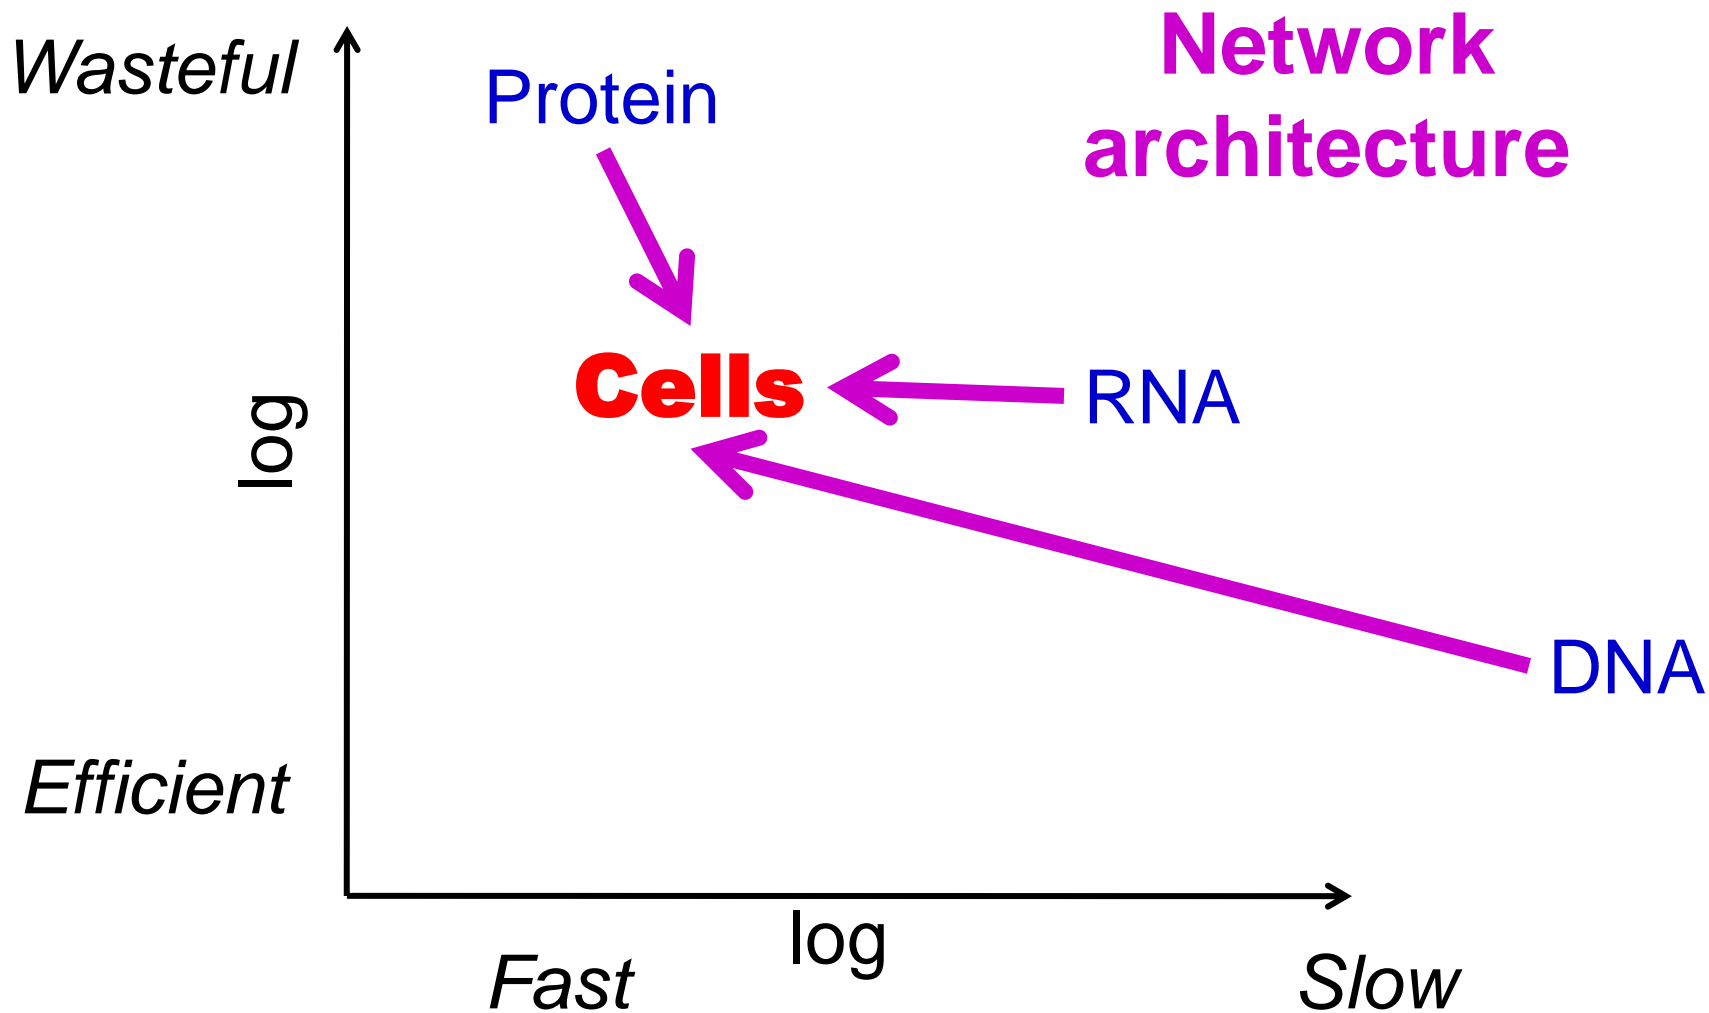 Network
architecture
Wasteful
Protein
Cells
RNA
log
DNA
Efficient
log
Fast
Slow